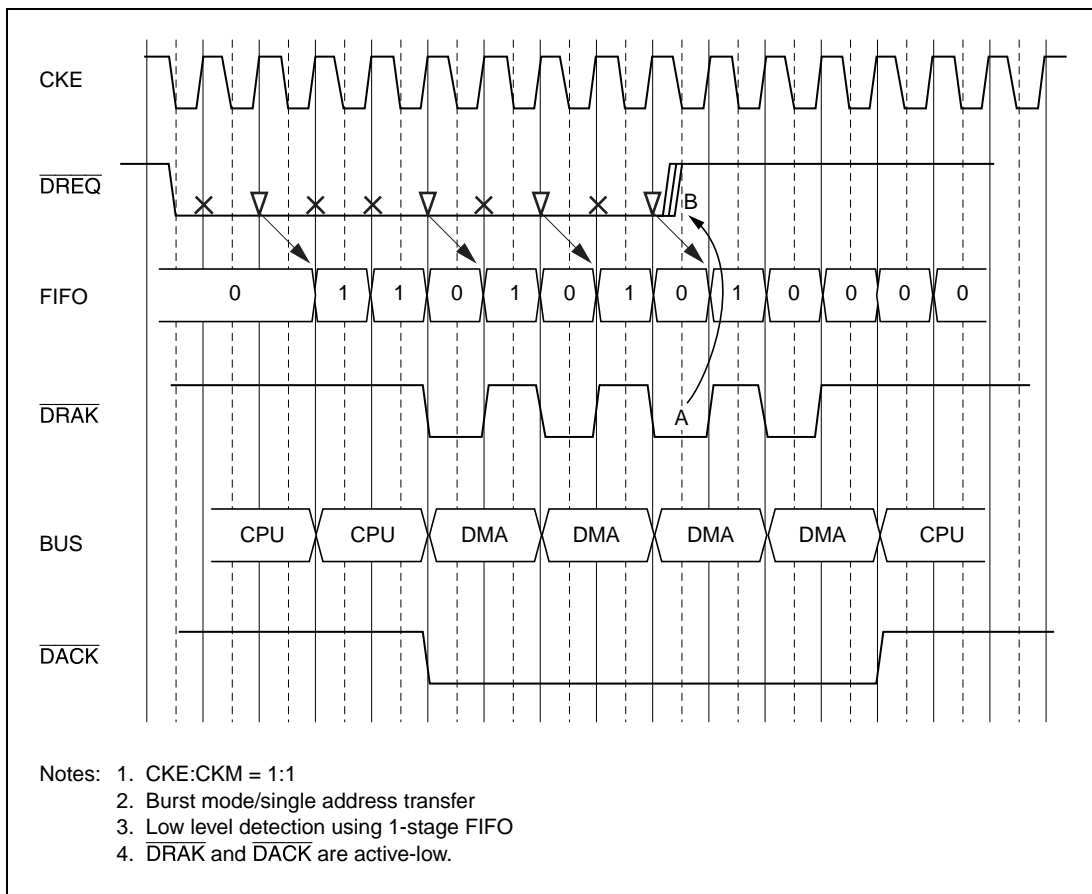 CKE
DREQ
B
FIFO 0 1 1 0 1 0 1 0 1 0 0 0 0
DRAK
A
BUS CPU CPU DMA DMA DMA DMA CPU
DACK
Notes: 1. CKE:CKM = 1:1
2. Burst mode/single address transfer
3. Low level detection using 1-stage FIFO
4. DRAK and DACK are active-low.